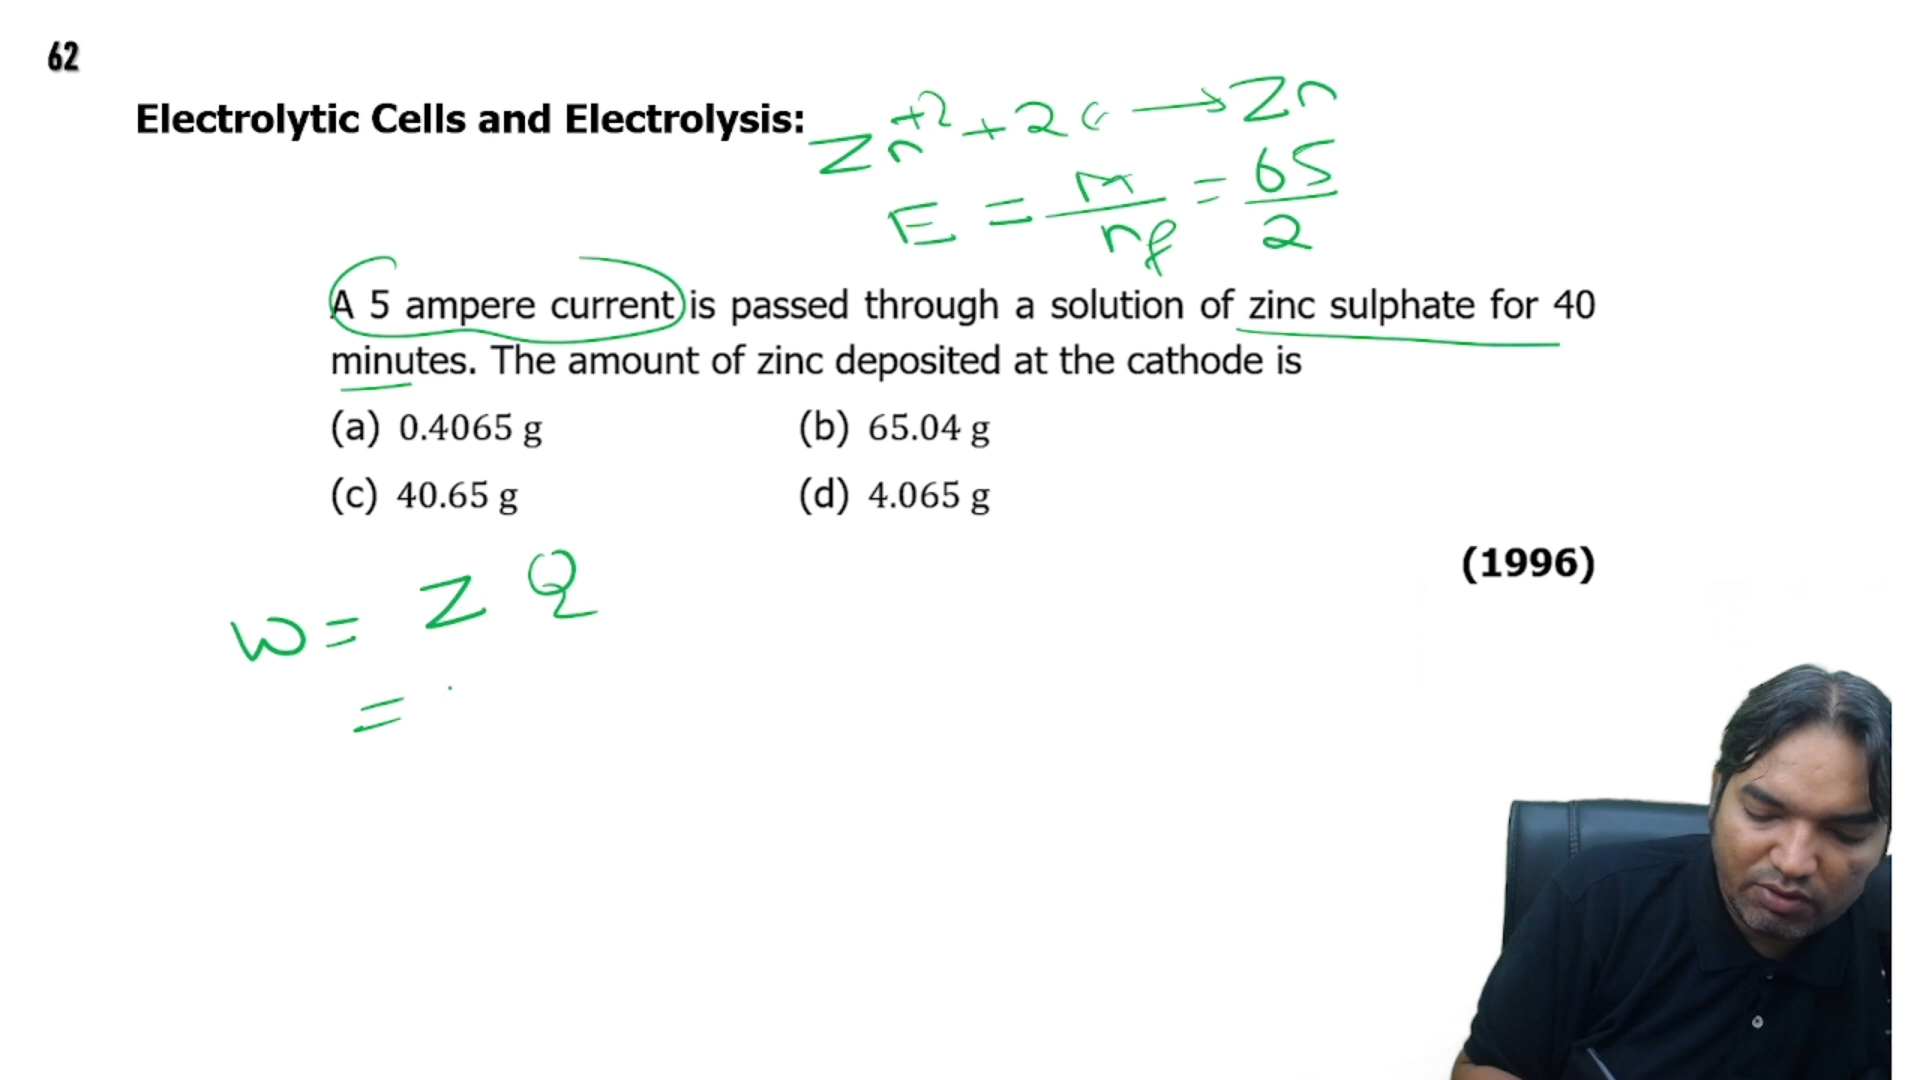 62
Electrolytic Cells and Electrolysis:
Zn+2 + 2e → Zn
E = M/nf = 65/2
A 5 ampere current is passed through a solution of zinc sulphate for 40
minutes. The amount of zinc deposited at the cathode is
(a) 0.4065 g (b) 65.04 g
(c) 40.65 g (d) 4.065 g
(1996)
W = Z Q
=